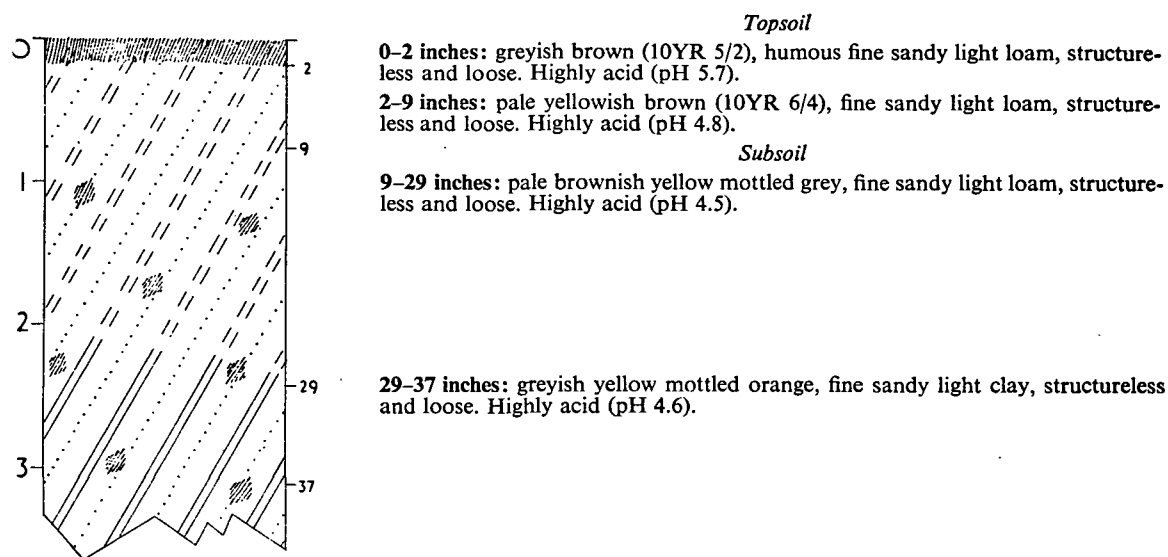 Topsoil
0–2 inches: greyish brown (10YR 5/2), humous fine sandy light loam, structure-
less and loose. Highly acid (pH 5.7).
2–9 inches: pale yellowish brown (10YR 6/4), fine sandy light loam, structure-
less and loose. Highly acid (pH 4.8).
Subsoil
9–29 inches: pale brownish yellow mottled grey, fine sandy light loam, structure-
less and loose. Highly acid (pH 4.5).
29–37 inches: greyish yellow mottled orange, fine sandy light clay, structureless
and loose. Highly acid (pH 4.6).
0
1
2
3
2
9
29
37